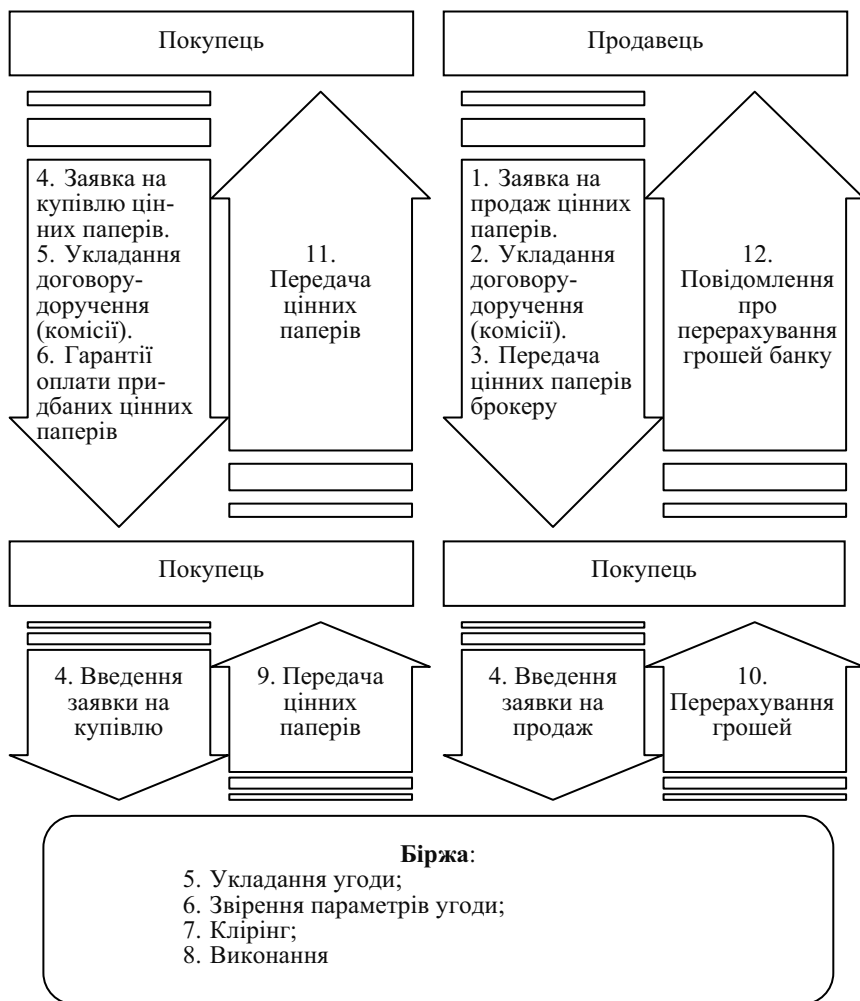 Покупець
Продавець
4. Заявка на
купівлю цін-
них паперів.
5. Укладання
договору-
доручення
(комісії).
6. Гарантії
оплати при-
дбаних цінних
паперів
11.
Передача
цінних
паперів
1. Заявка на
продаж цінних
паперів.
2. Укладання
договору-
доручення
(комісії).
3. Передача
цінних паперів
брокеру
12.
Повідомлення
про
перерахування
грошей банку
Покупець
Покупець
4. Введення
заявки на
купівлю
9. Передача
цінних
паперів
4. Введення
заявки на
продаж
10.
Перерахування
грошей
Біржа:
5. Укладання угоди;
6. Звірення параметрів угоди;
7. Клірінг;
8. Виконання